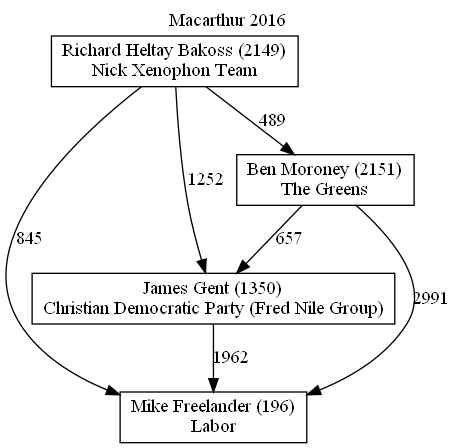 Macarthur 2016
Richard Heltay Bakoss (2149)
Nick Xenophon Team
489
Ben Moroney (2151)
The Greens
1252
845
657
2991
James Gent (1350)
Christian Democratic Party (Fred Nile Group)
1962
Mike Freelander (196)
Labor